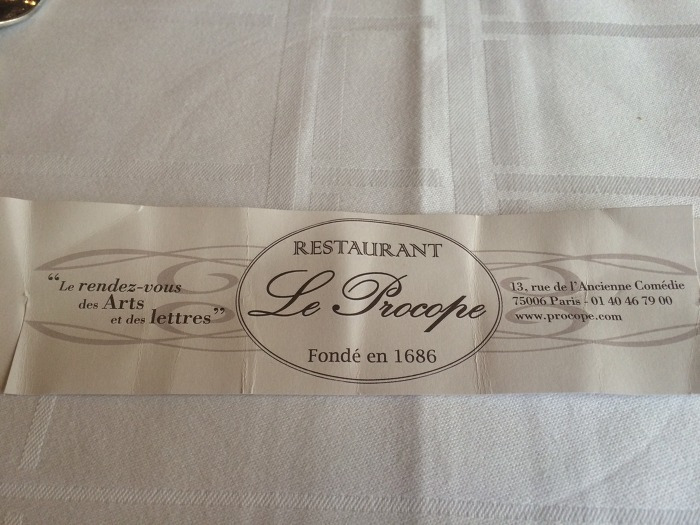 “Le rendez-vous
des Arts
et des lettres”
RESTAURANT
Le Procope
Fondé en 1686
13, rue de l'Ancienne Comédie
75006 Paris - 01 40 46 79 00
www.procope.com